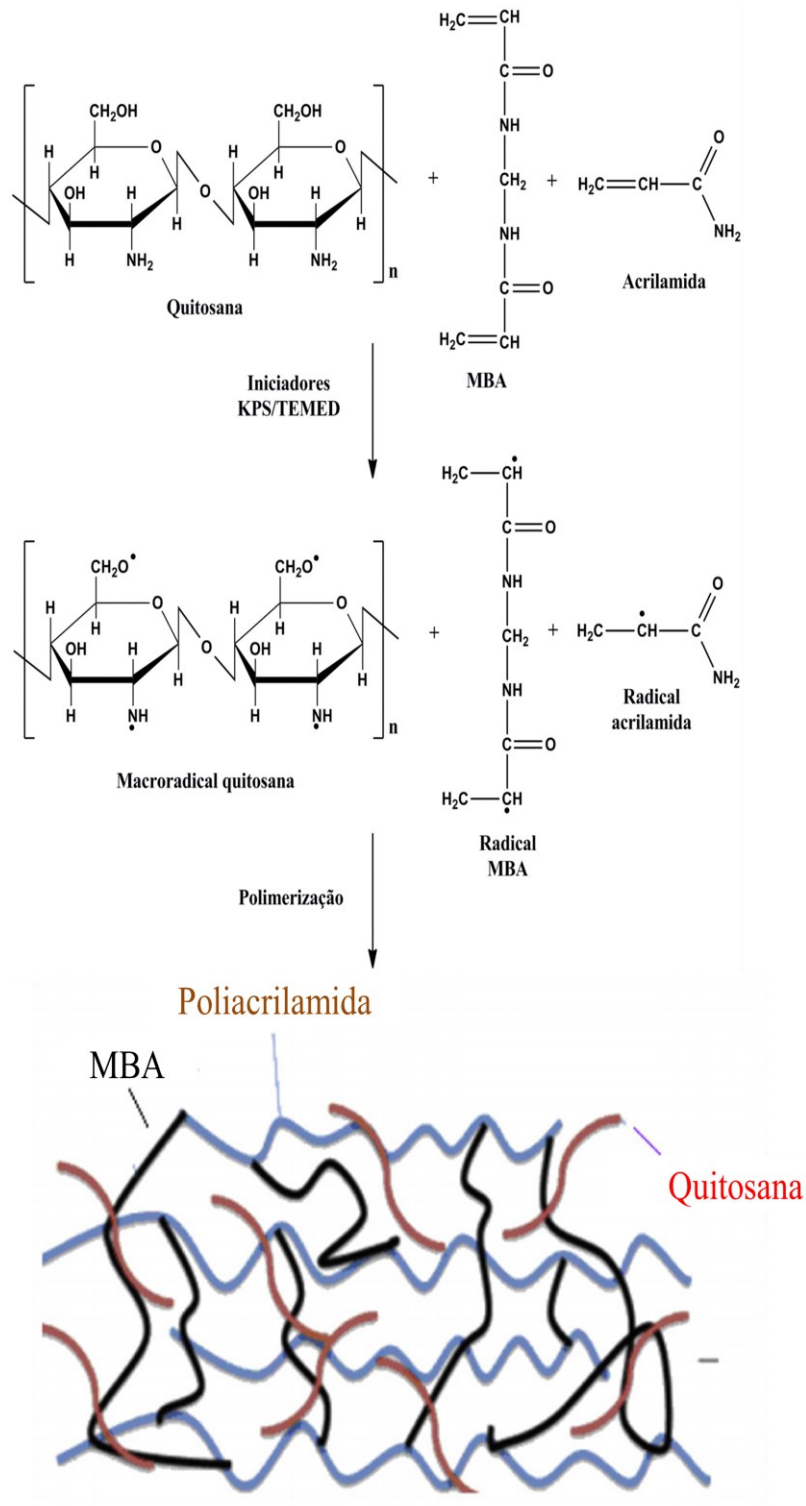 H₂C=CH
C=O
NH
CH₂
NH
C=O
H₂C=CH
MBA
CH₂OH
CH₂OH
H O H O
H H
OH H O OH H
H H
H NH₂ H NH₂
n
Quitosana
+
+
O
H₂C=CH—C
NH₂
Acrilamida
Iniciadores
KPS/TEMED
CH₂O•
CH₂O•
H O H O
H H
OH H O OH H
H H
H NH• H NH•
n
Macroradical quitosana
+
H₂C—CH•
C=O
NH
CH₂
NH
C=O
H₂C—CH•
Radical
MBA
+
O
H₂C—CH•—C
NH₂
Radical
acrilamida
Polimerização
Poliacrilamida
MBA
Quitosana